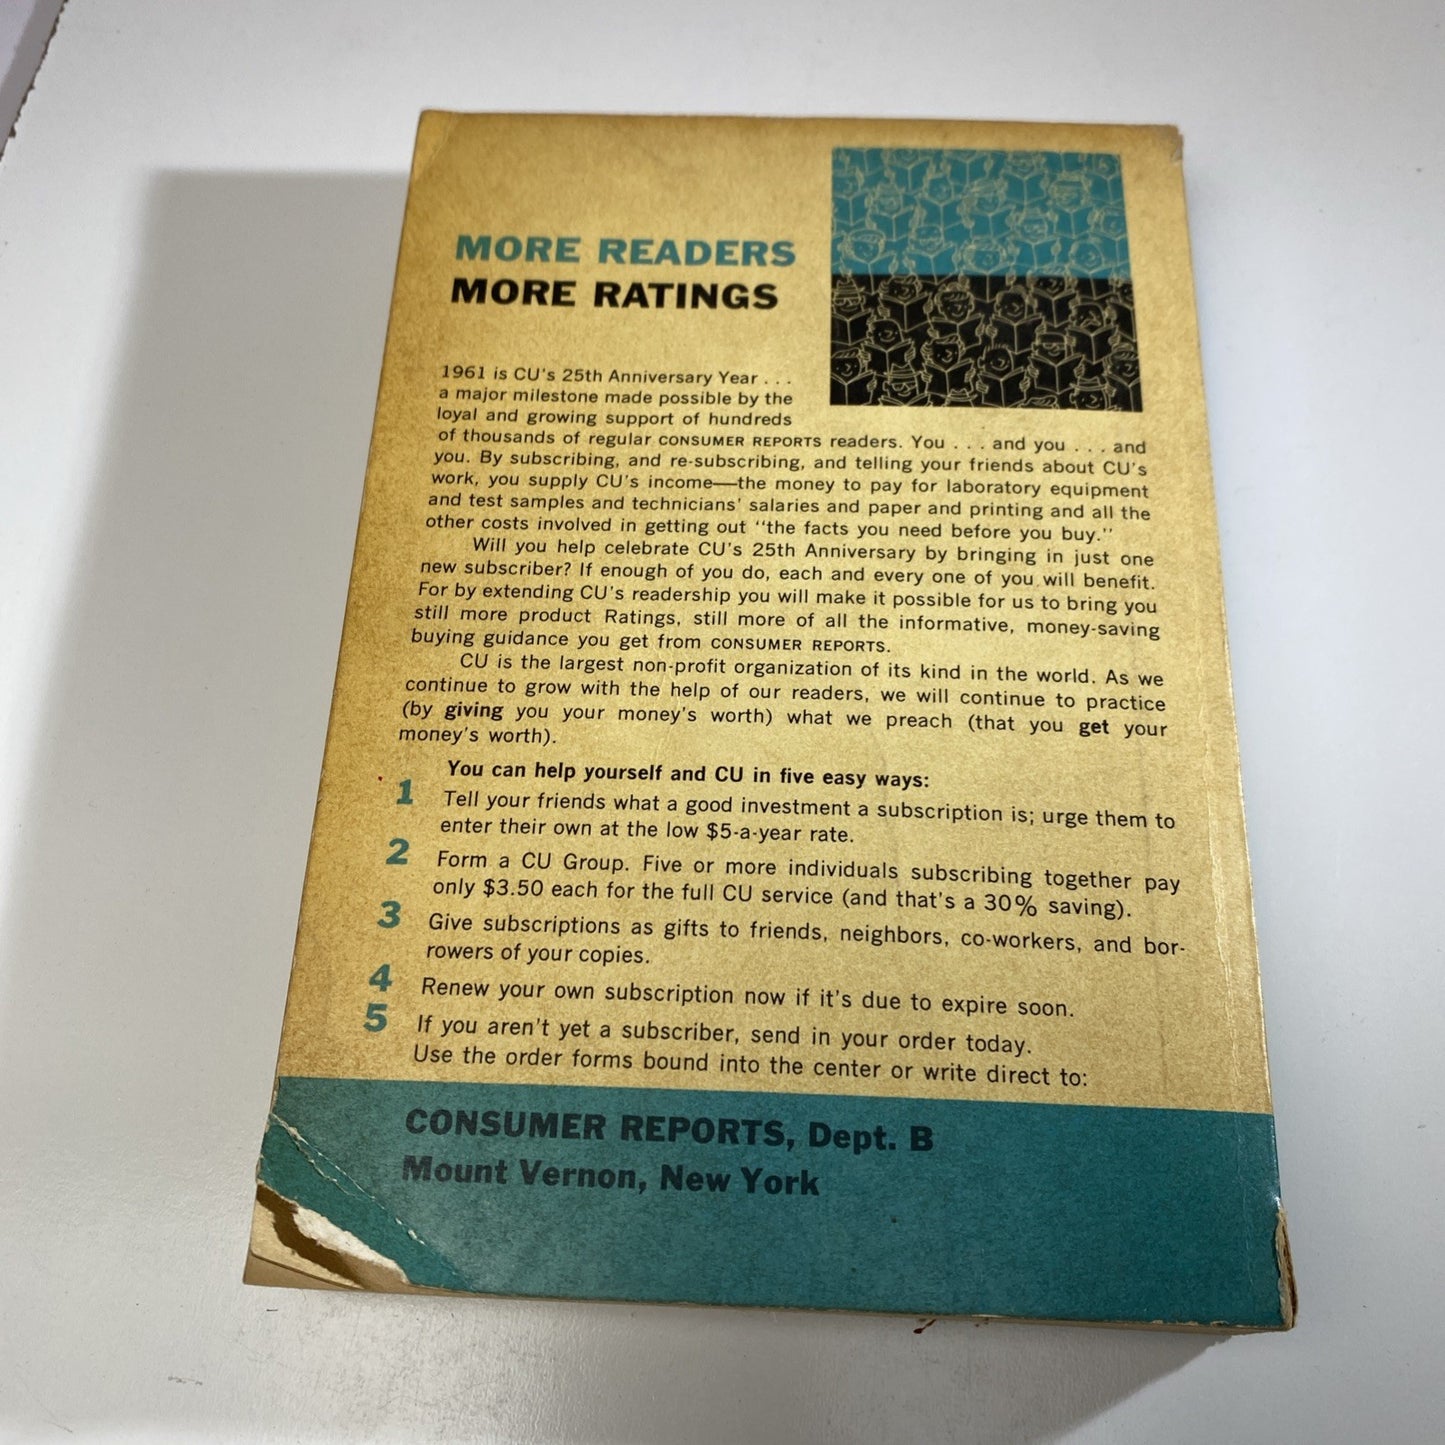 MORE READERS
MORE RATINGS
1961 is CU's 25th Anniversary Year . . .
a major milestone made possible by the
loyal and growing support of hundreds
of thousands of regular CONSUMER REPORTS readers. You . . . and you . . . and
you. By subscribing, and re-subscribing, and telling your friends about CU's
work, you supply CU's income—the money to pay for laboratory equipment
and test samples and technicians' salaries and paper and printing and all the
other costs involved in getting out "the facts you need before you buy."
Will you help celebrate CU's 25th Anniversary by bringing in just one
new subscriber? If enough of you do, each and every one of you will benefit.
For by extending CU's readership you will make it possible for us to bring you
still more product Ratings, still more of all the informative, money-saving
buying guidance you get from CONSUMER REPORTS.
CU is the largest non-profit organization of its kind in the world. As we
continue to grow with the help of our readers, we will continue to practice
(by giving you your money's worth) what we preach (that you get your
money's worth).
You can help yourself and CU in five easy ways:
1 Tell your friends what a good investment a subscription is; urge them to
enter their own at the low $5-a-year rate.
2 Form a CU Group. Five or more individuals subscribing together pay
only $3.50 each for the full CU service (and that's a 30% saving).
3 Give subscriptions as gifts to friends, neighbors, co-workers, and bor-
rowers of your copies.
4 Renew your own subscription now if it's due to expire soon.
5 If you aren't yet a subscriber, send in your order today.
Use the order forms bound into the center or write direct to:
CONSUMER REPORTS, Dept. B
Mount Vernon, New York